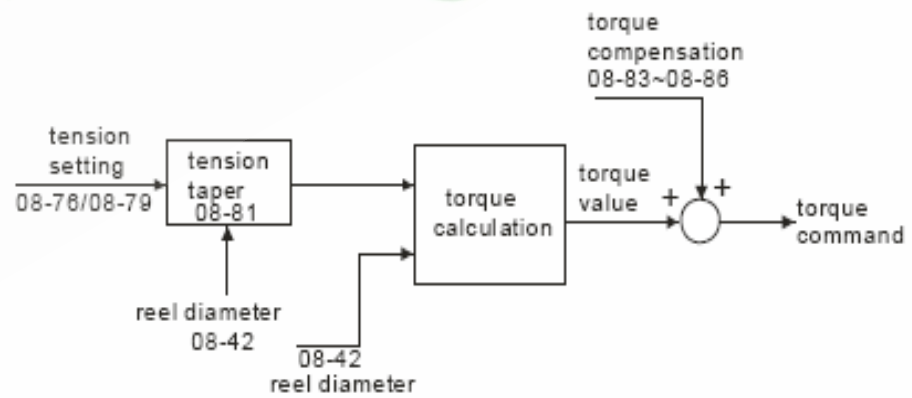 torque
compensation
08-83~08-86
tension
setting
08-76/08-79
tension
taper
08-81
torque
calculation
torque
value
+
+
torque
command
reel diameter
08-42
08-42
reel diameter